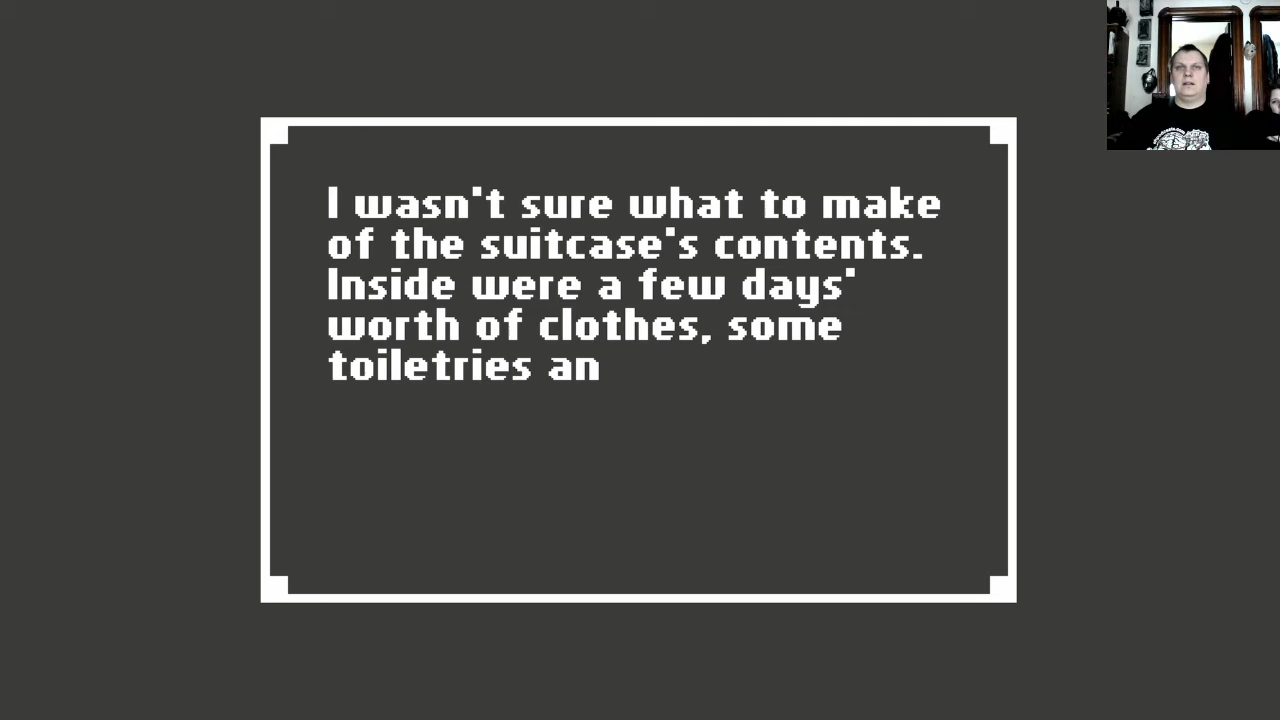 I wasn't sure what to make
of the suitcase's contents.
Inside were a few days'
worth of clothes, some
toiletries an